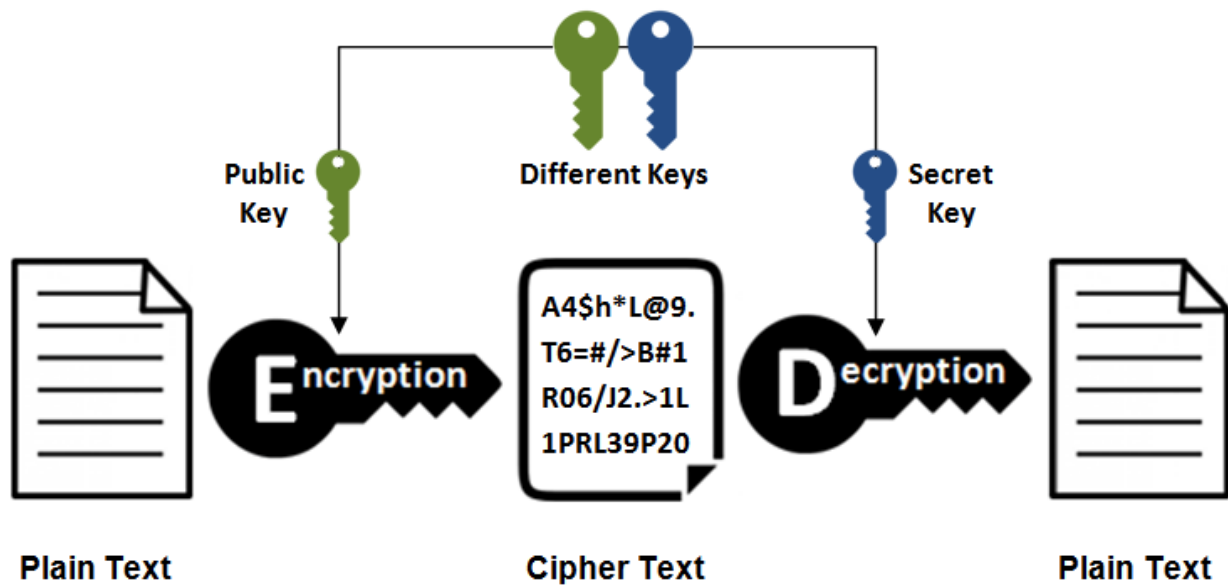 Public
Key
Different Keys
Secret
Key
Encryption
A4$h*L@9.
T6=#/>B#1
R06/J2.>1L
1PRL39P20
Decryption
Plain Text
Cipher Text
Plain Text